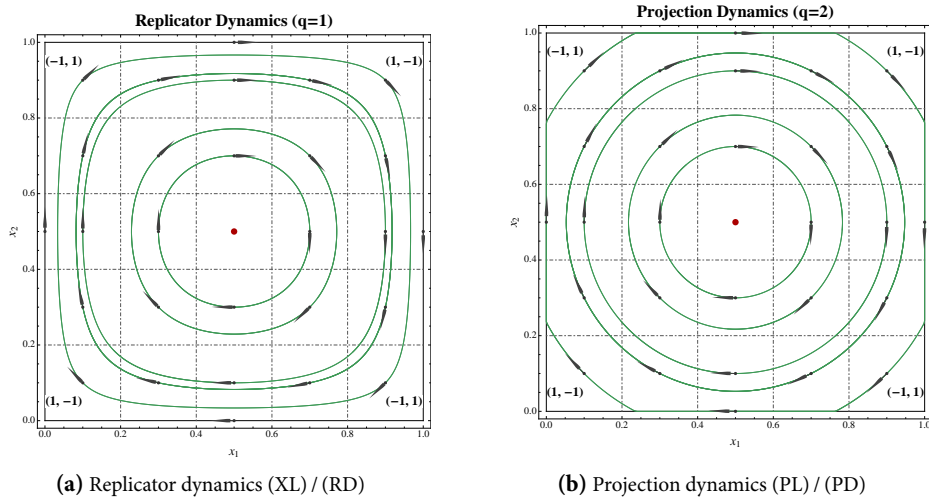 Replicator Dynamics (q=1)
1.0
(-1, 1)
(1, -1)
0.8
0.6
x₂
0.4
0.2
(1, -1)
(-1, 1)
0.0
0.0 0.2 0.4 0.6 0.8 1.0
x₁
(a) Replicator dynamics (XL) / (RD)
Projection Dynamics (q=2)
1.0
(-1, 1)
(1, -1)
0.8
0.6
x₂
0.4
0.2
(1, -1)
(-1, 1)
0.0
0.0 0.2 0.4 0.6 0.8 1.0
x₁
(b) Projection dynamics (PL) / (PD)